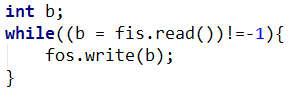 int b;
while((b = fis.read())!=-1){
    fos.write(b);
}